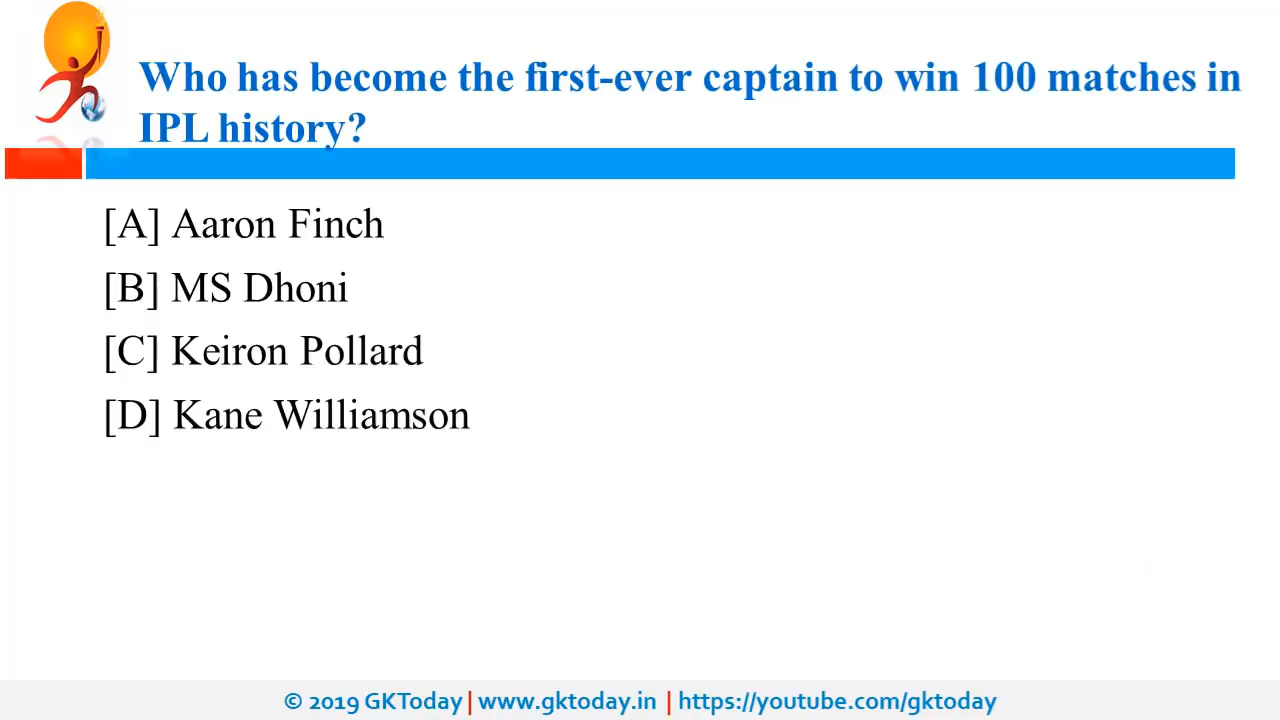 Who has become the first-ever captain to win 100 matches in
IPL history?
[A] Aaron Finch
[B] MS Dhoni
[C] Keiron Pollard
[D] Kane Williamson
© 2019 GKToday | www.gktoday.in | https://youtube.com/gktoday